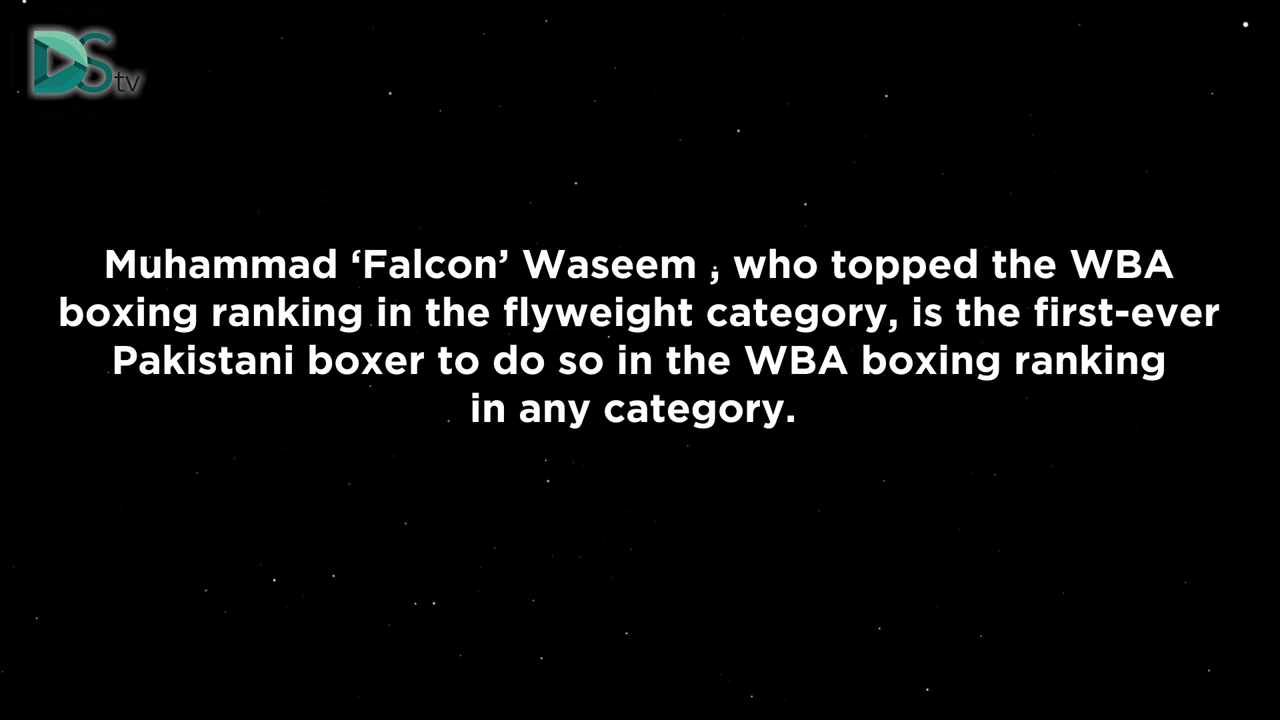 DStv
Muhammad ‘Falcon’ Waseem , who topped the WBA
boxing ranking in the flyweight category, is the first-ever
Pakistani boxer to do so in the WBA boxing ranking
in any category.